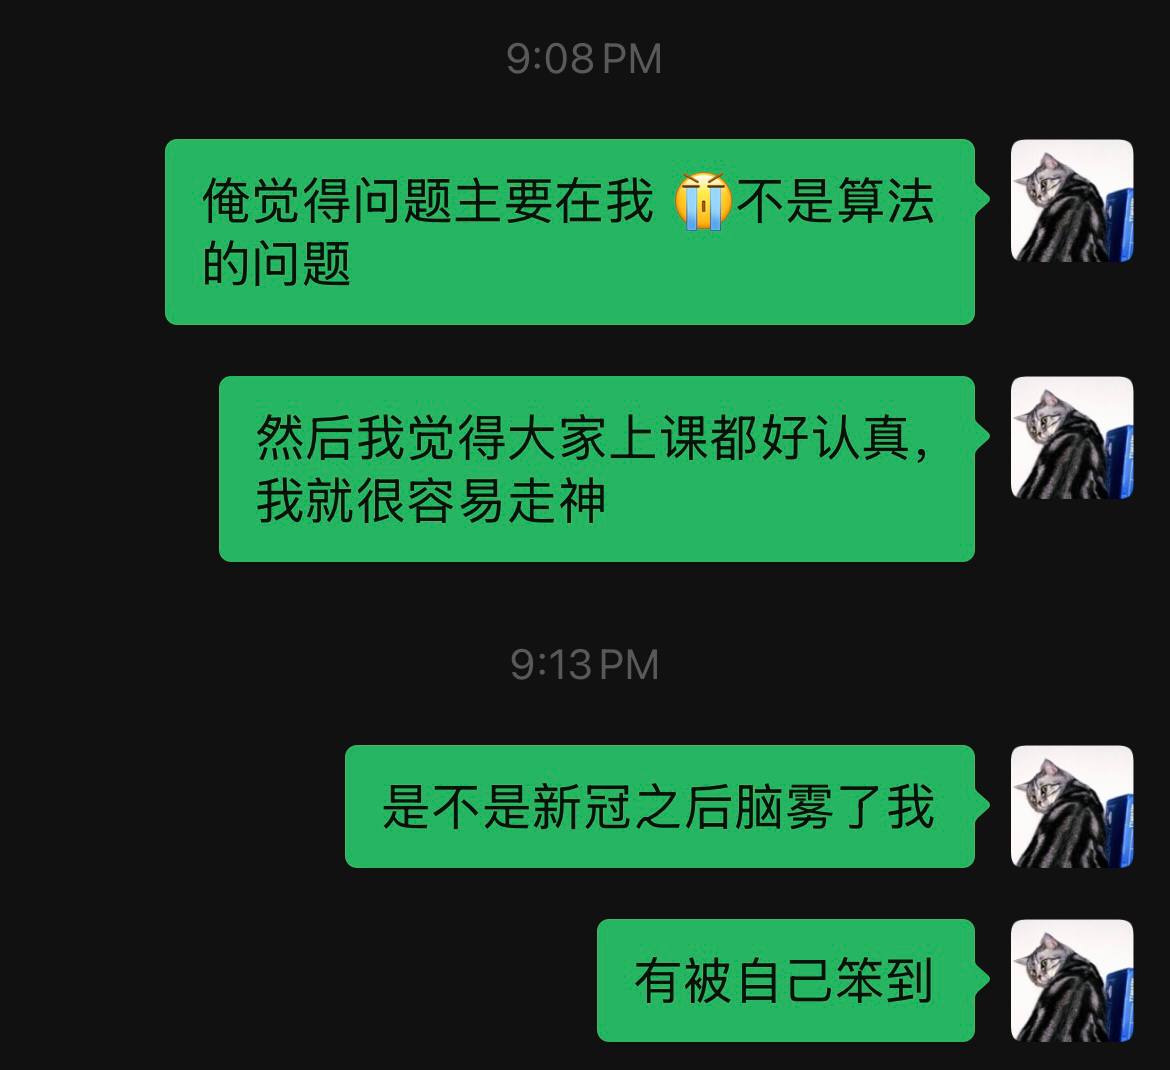 9:08 PM
俺觉得问题主要在我 😭不是算法
的问题
然后我觉得大家上课都好认真,
我就很容易走神
9:13 PM
是不是新冠之后脑雾了我
有被自己笨到